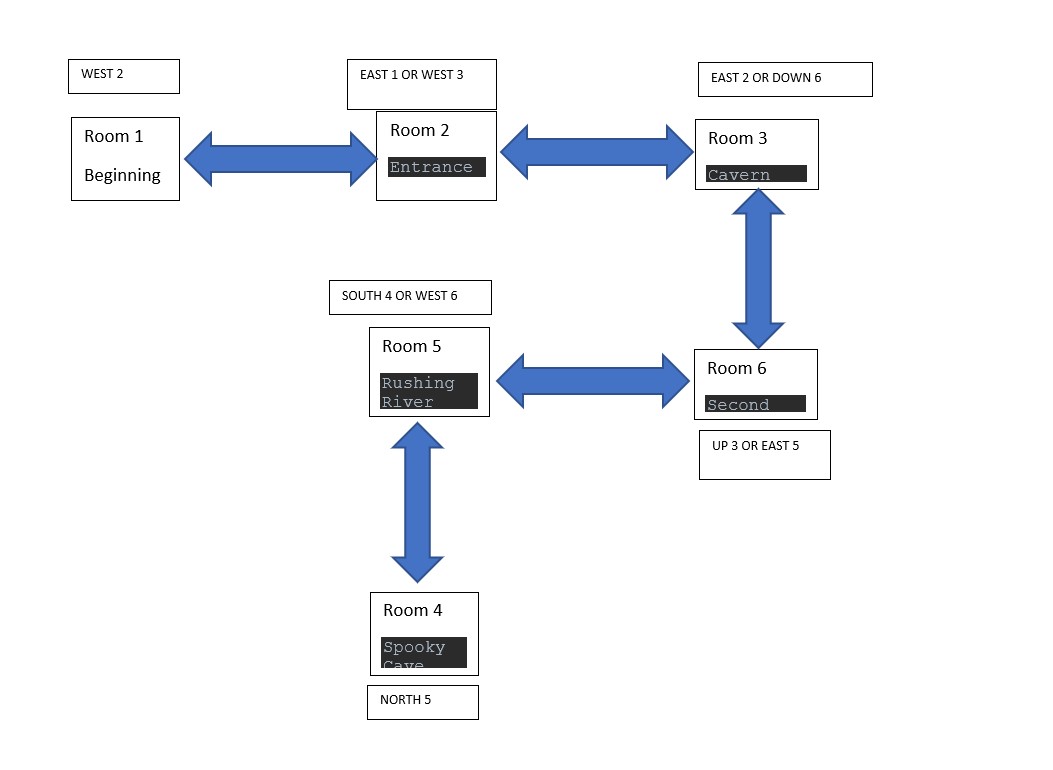 WEST 2
EAST 1 OR WEST 3
EAST 2 OR DOWN 6
Room 1
Beginning
Room 2
Entrance
Room 3
Cavern
SOUTH 4 OR WEST 6
Room 5
Rushing
River
Room 6
Second
UP 3 OR EAST 5
Room 4
Spooky
Cave
NORTH 5